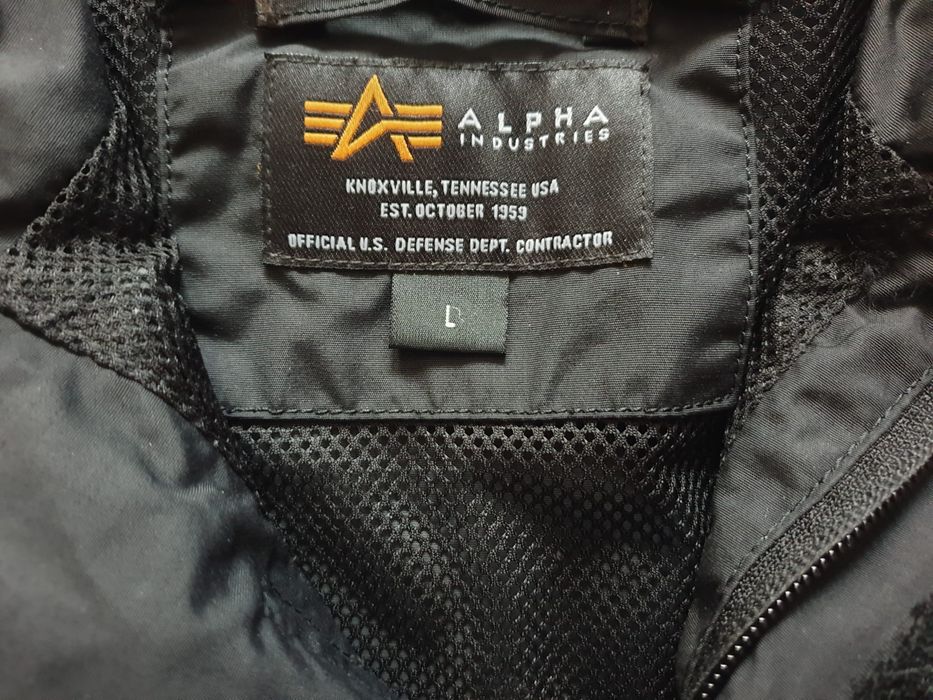 ALPHA
INDUSTRIES
KNOXVILLE, TENNESSEE USA
EST. OCTOBER 1959
OFFICIAL U.S. DEFENSE DEPT. CONTRACTOR
L